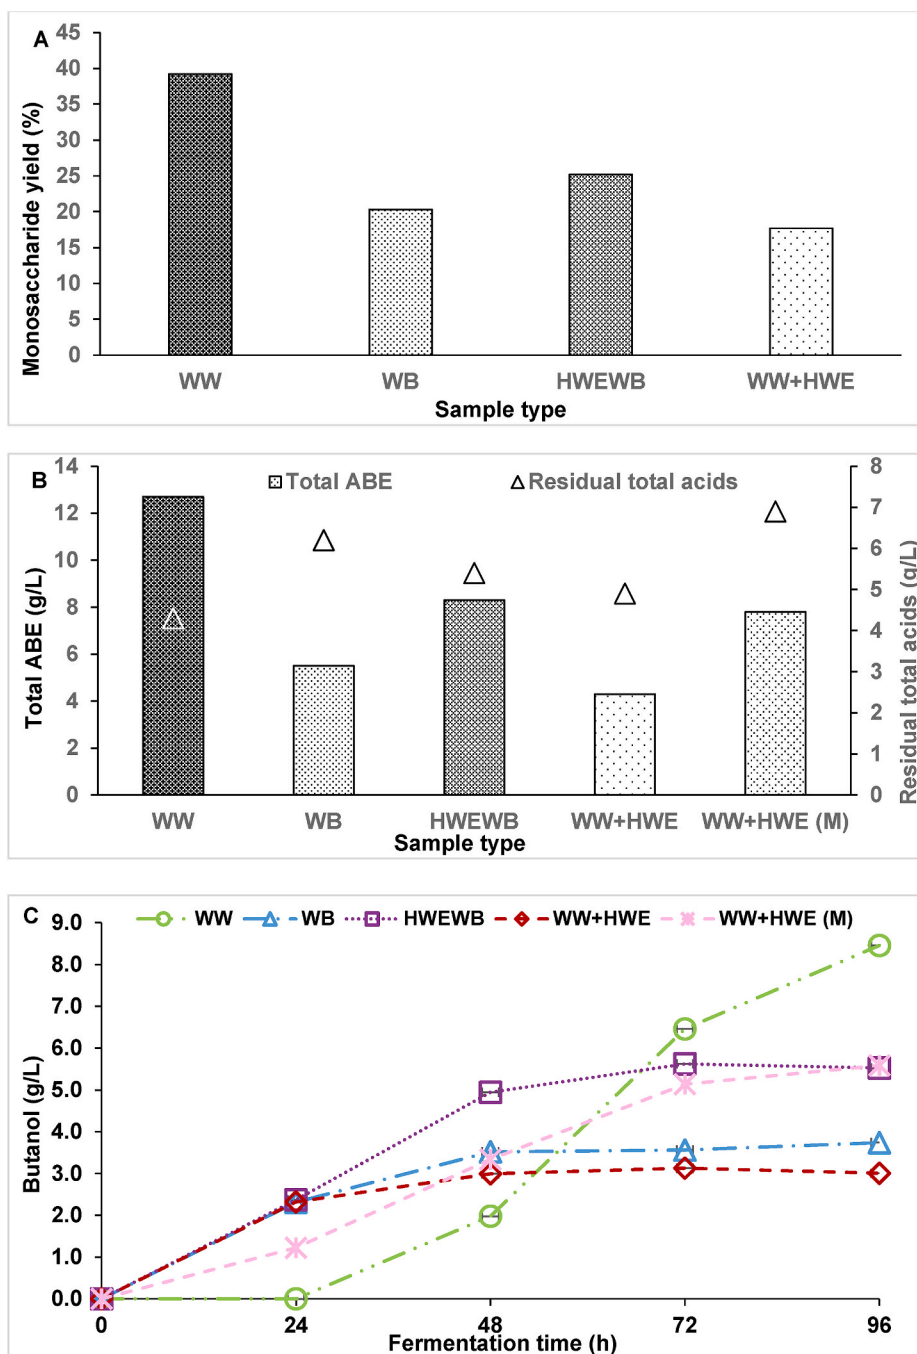 A
Monosaccharide yield (%)
45
40
35
30
25
20
15
10
5
0
WW WB HWEWB WW+HWE
Sample type
B
Total ABE (g/L)
14
12
10
8
6
4
2
0
Total ABE Residual total acids
8
7
6
5
4
3
2
1
0
Residual total acids (g/L)
WW WB HWEWB WW+HWE WW+HWE (M)
Sample type
C
WW WB HWEWB WW+HWE WW+HWE (M)
Butanol (g/L)
9.0
8.0
7.0
6.0
5.0
4.0
3.0
2.0
1.0
0.0
0 24 48 72 96
Fermentation time (h)